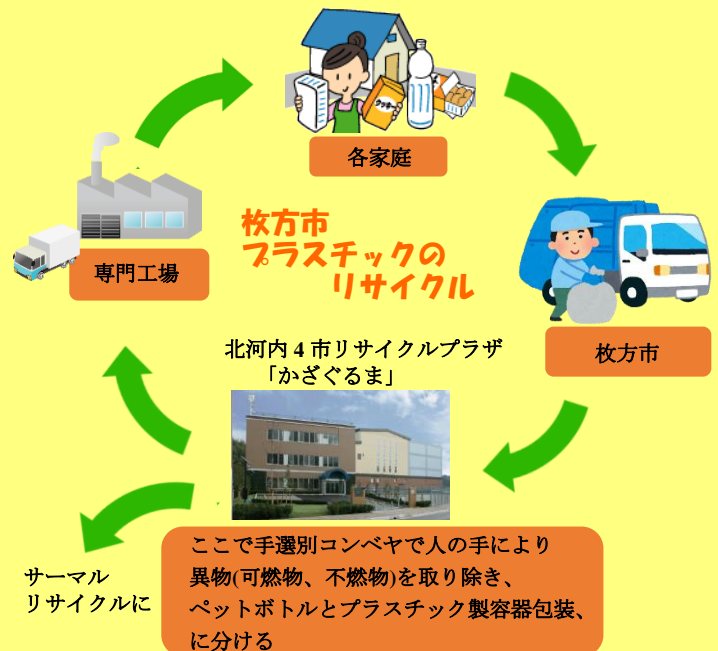 各家庭
枚方市
プラスチックの
リサイクル
専門工場
枚方市
北河内4市リサイクルプラザ
「かざぐるま」
ここで手選別コンベヤで人の手により
異物(可燃物、不燃物)を取り除き、
ペットボトルとプラスチック製容器包装、
に分ける
サーマル
リサイクルに